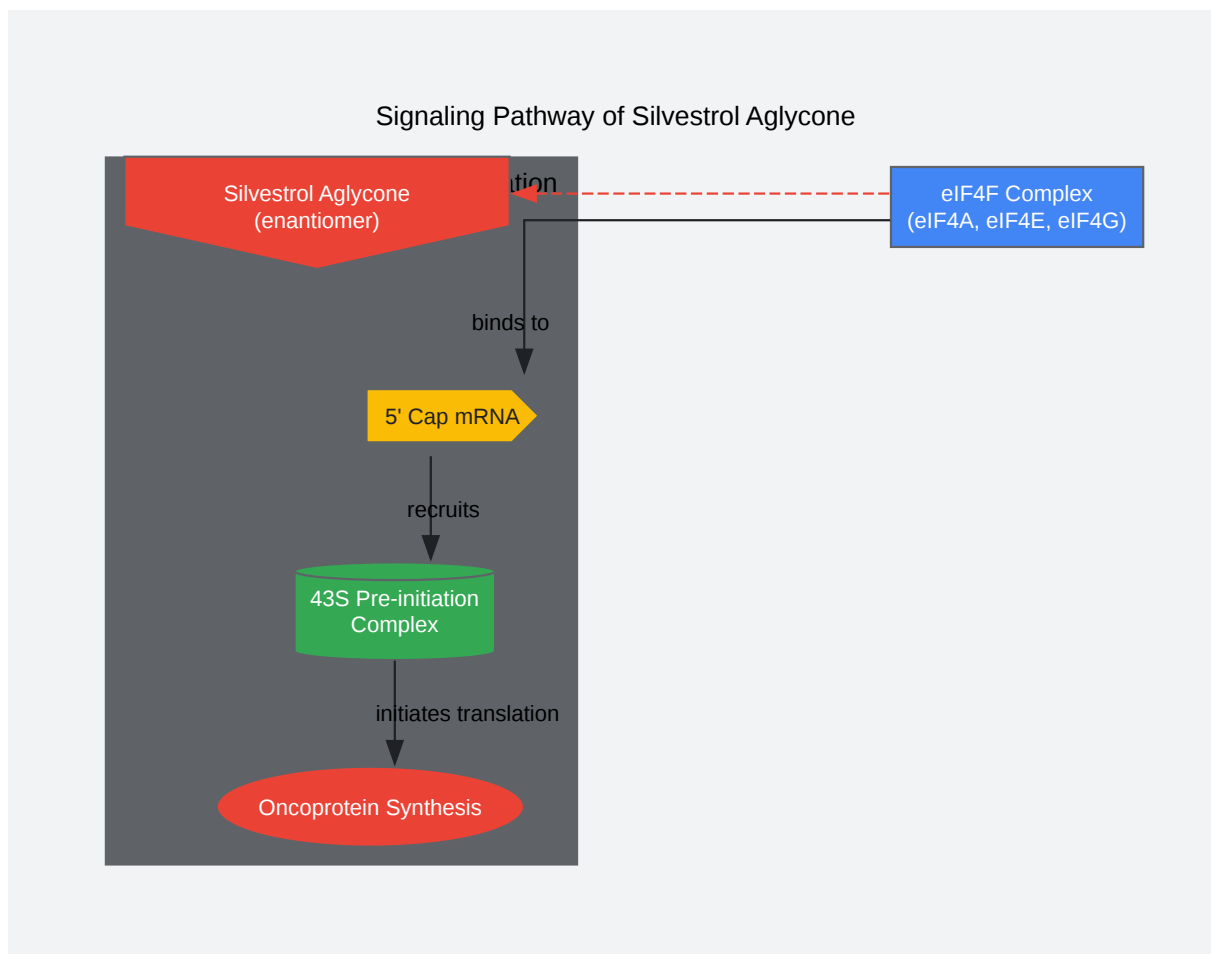 Signaling Pathway of Silvestrol Aglycone
Silvestrol Aglycone
(enantiomer)
eIF4F Complex
(eIF4A, eIF4E, eIF4G)
binds to
5' Cap mRNA
recruits
43S Pre-initiation
Complex
initiates translation
Oncoprotein Synthesis